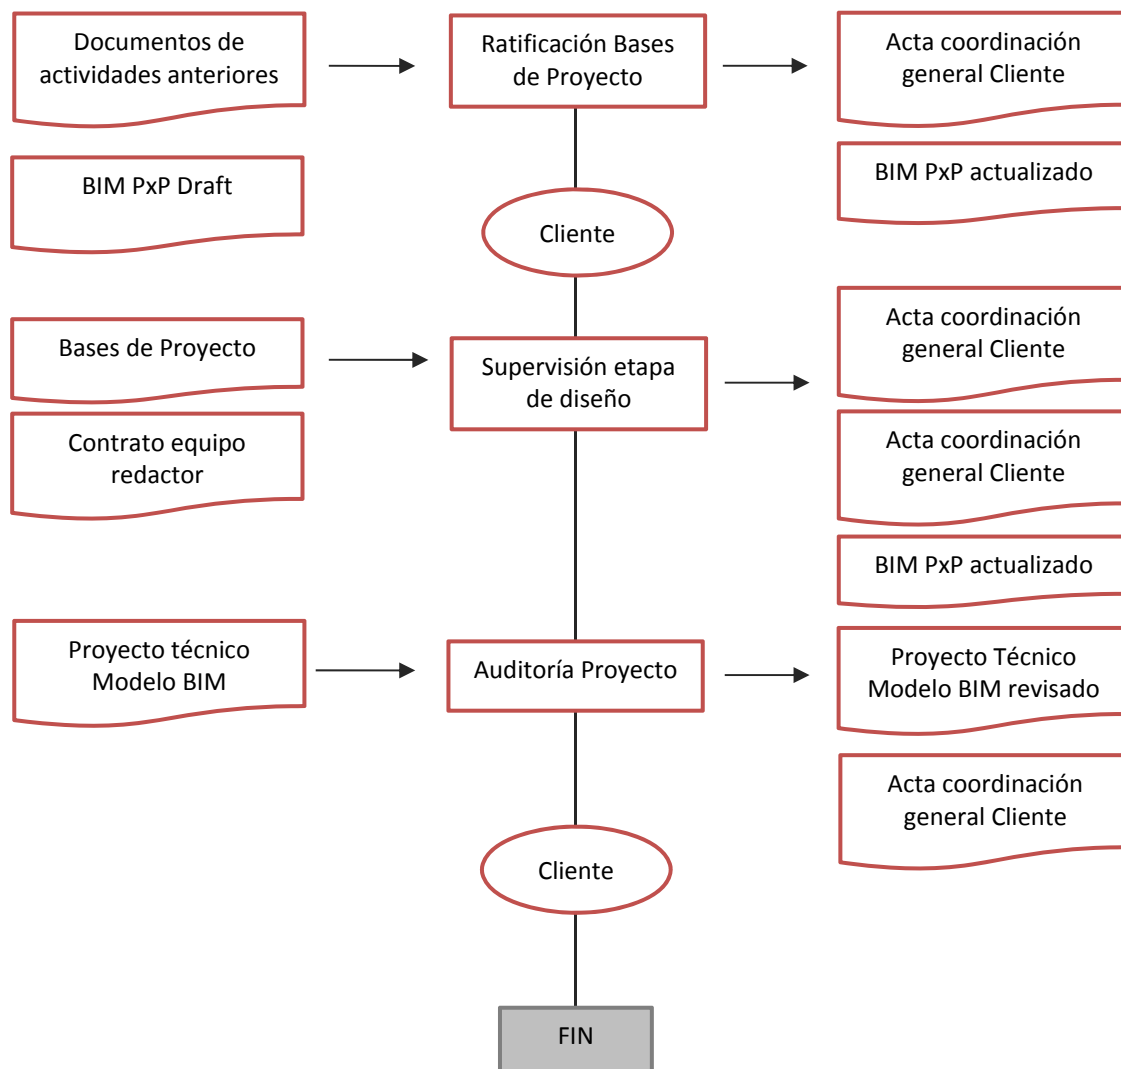 Documentos de
actividades anteriores
Ratificación Bases
de Proyecto
Acta coordinación
general Cliente
BIM PxP Draft
BIM PxP actualizado
Cliente
Bases de Proyecto
Supervisión etapa
de diseño
Acta coordinación
general Cliente
Contrato equipo
redactor
Acta coordinación
general Cliente
BIM PxP actualizado
Proyecto técnico
Modelo BIM
Auditoría Proyecto
Proyecto Técnico
Modelo BIM revisado
Acta coordinación
general Cliente
Cliente
FIN